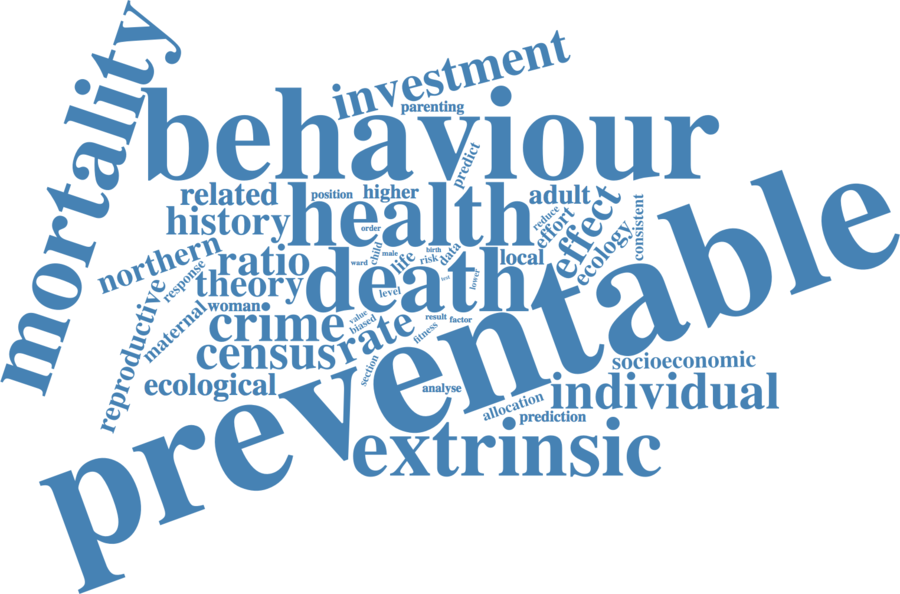 mortality
investment
parenting
behaviour
predict
related
position
higher
adult
history
health
order
reduce
effort
effect
consistent
ecology
northern
response
ratio
theory
ward
child
male
life
birth
risk
data
local
death
level
test
lower
reproductive
maternal
womane
crime
value
biased
rate
result
factor
fitness
census
section
ecological
analyse
preventable
socioeconomic
individual
allocation
prediction
extrinsic